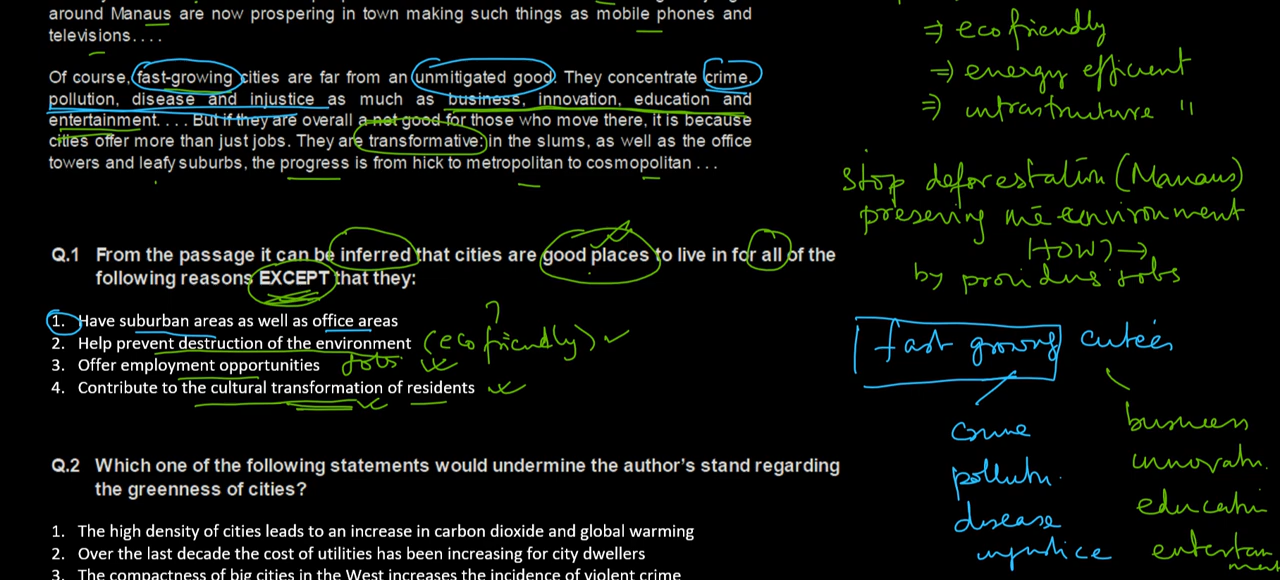 around Manaus are now prospering in town making such things as mobile phones and
televisions....
Of course, fast-growing cities are far from an unmitigated good. They concentrate crime,
pollution, disease and injustice as much as business, innovation, education and
entertainment.... But if they are overall a net good for those who move there, it is because
cities offer more than just jobs. They are transformative: in the slums, as well as the office
towers and leafy suburbs, the progress is from hick to metropolitan to cosmopolitan ...
Q.1 From the passage it can be inferred that cities are good places to live in for all of the
following reasons EXCEPT that they:
1. Have suburban areas as well as office areas
2. Help prevent destruction of the environment (eco friendly)
3. Offer employment opportunities Jobs
4. Contribute to the cultural transformation of residents
?
Q.2 Which one of the following statements would undermine the author's stand regarding
the greenness of cities?
1. The high density of cities leads to an increase in carbon dioxide and global warming
2. Over the last decade the cost of utilities has been increasing for city dwellers
3. The compactness of big cities in the West increases the incidence of violent crime
⇒ eco friendly
⇒ energy efficient
⇒ infrastructure "
stop deforestation (Manaus)
preserving the environment
HOW? →
by providing jobs
fast growing cities
crime
pollutn.
disease
injustice
business
innovatn.
educatin
entertainment